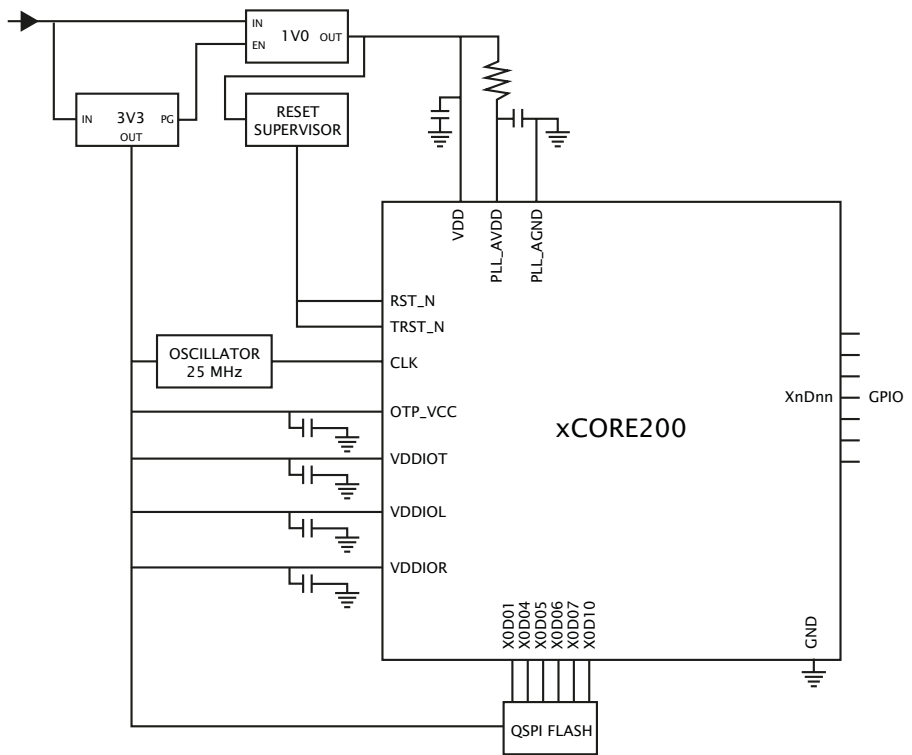 IN
1V0
OUT
EN
IN
3V3
PG
OUT
RESET
SUPERVISOR
VDD
PLL_AVDD
PLL_AGND
RST_N
TRST_N
OSCILLATOR
25 MHz
CLK
XnDnn
GPIO
OTP_VCC
xCORE200
VDDIOT
VDDIOL
VDDIOR
X0D01
X0D04
X0D05
X0D06
X0D07
X0D10
GND
QSPI FLASH